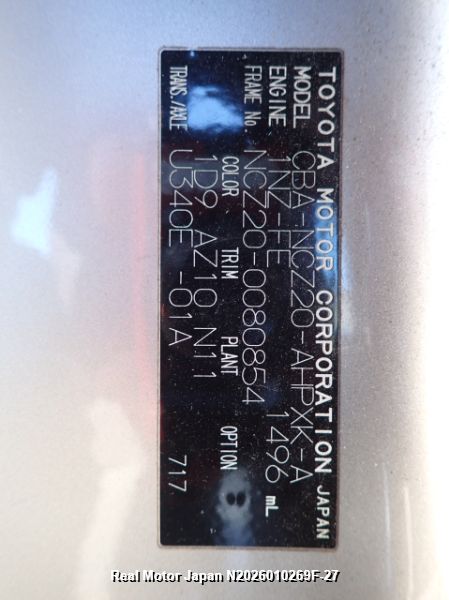 TOYOTA MOTOR CORPORATION JAPAN
MODEL CBA-NCZ20-AHPXK-A
ENGINE 1NZ-FE 1496 mL
FRAME No. NCZ20-0080854
COLOR TRIM PLANT OPTION
1D9 AZ10 N11
TRANS./AXLE U340E -01A 717
Real Motor Japan N2026010269F-27